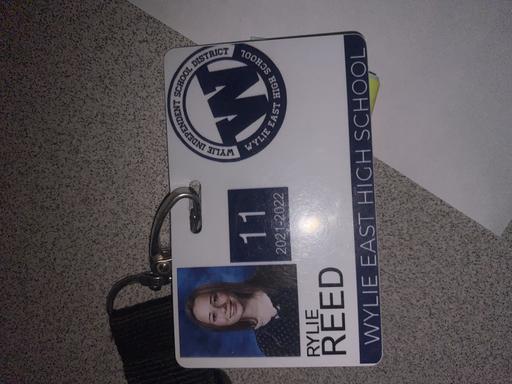 WYLIE INDEPENDENT SCHOOL DISTRICT
WYLIE EAST HIGH SCHOOL
W
11
2021-2022
RYLIE
REED
WYLIE EAST HIGH SCHOOL